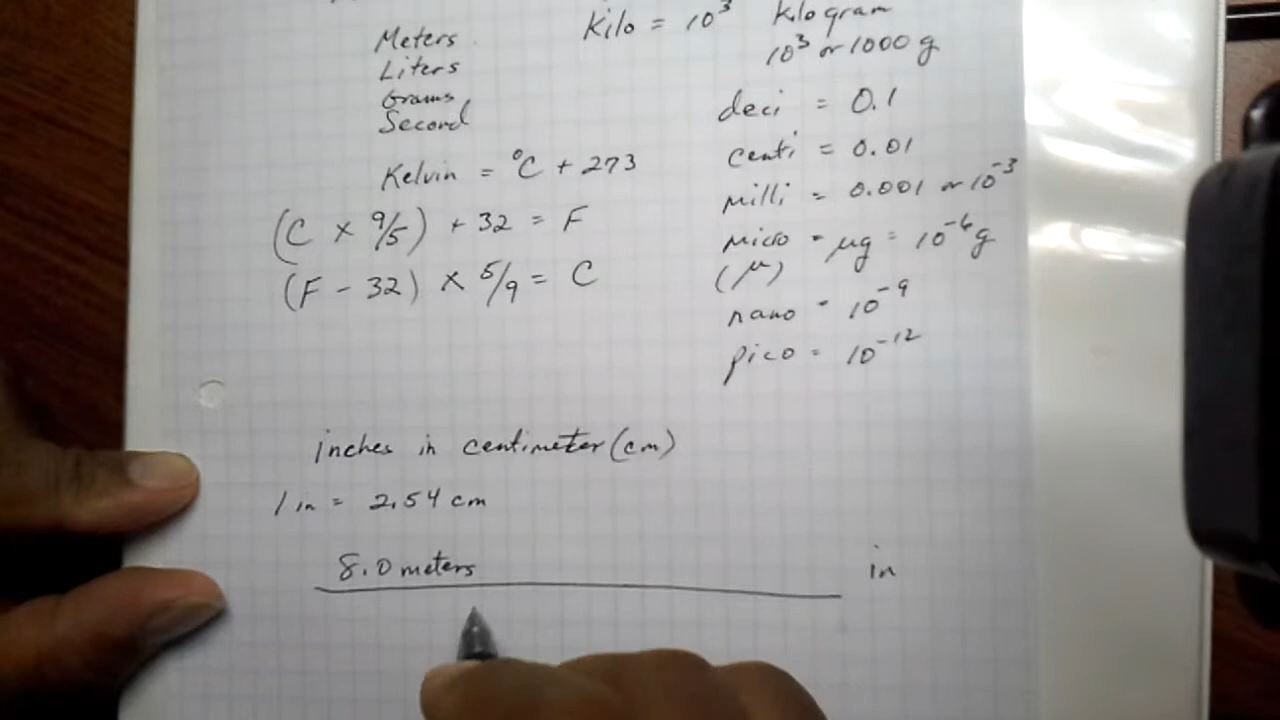 Meters
Liters
Grams
Second
Kelvin = °C + 273
(C × 9/5) + 32 = F
(F - 32) × 5/9 = C
Kilo = 10³
Kilogram
10³ or 1000 g
deci = 0.1
centi = 0.01
milli = 0.001 or 10⁻³
micro = µg = 10⁻⁶g
(µ)
nano = 10⁻⁹
pico = 10⁻¹²
inches in centimeter (cm)
1 in = 2.54 cm
8.0 meters
in